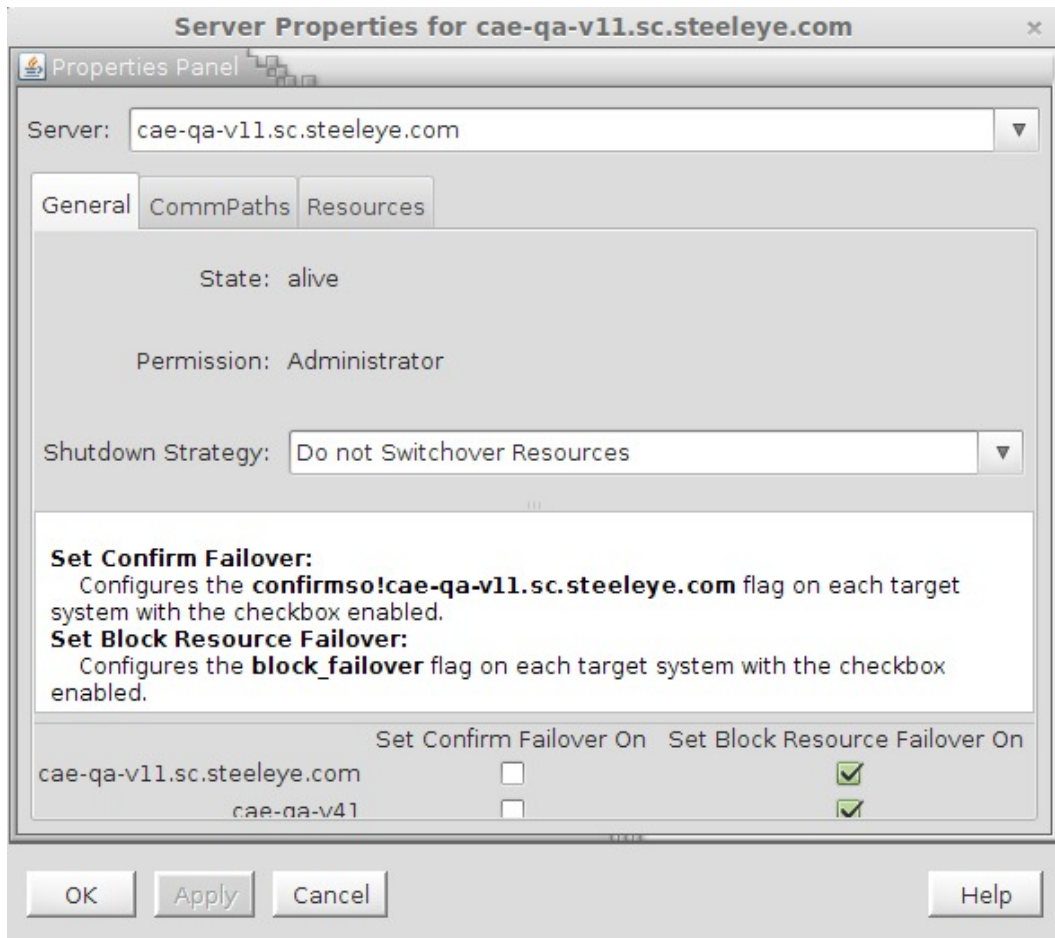 Server Properties for cae-qa-v11.sc.steeleye.com
Properties Panel
Server: cae-qa-v11.sc.steeleye.com
General CommPaths Resources
State: alive
Permission: Administrator
Shutdown Strategy: Do not Switchover Resources
Set Confirm Failover:
Configures the confirmso!cae-qa-v11.sc.steeleye.com flag on each target
system with the checkbox enabled.
Set Block Resource Failover:
Configures the block_failover flag on each target system with the checkbox
enabled.
Set Confirm Failover On Set Block Resource Failover On
cae-qa-v11.sc.steeleye.com
cae-qa-v41
OK Apply Cancel Help